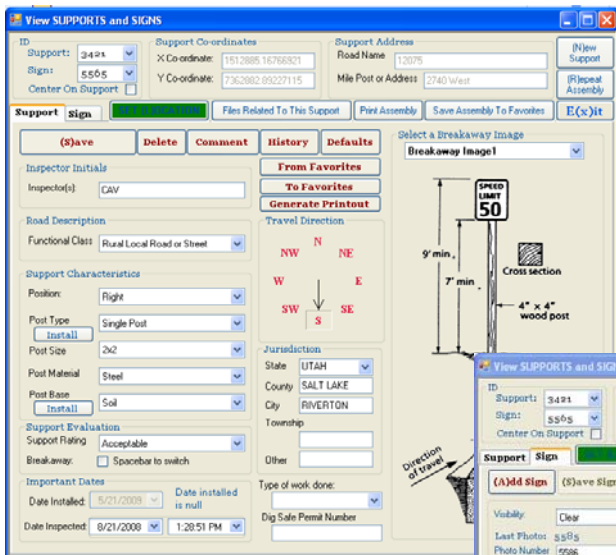 View SUPPORTS and SIGNS
ID
Support: 3421
Sign: 5565
Center On Support
Support Co-ordinates
X Co-ordinate: 1512885.16766921
Y Co-ordinate: 7362882.89227115
Support Address
Road Name 12075
Mile Post or Address 2740 West
(N)ew Support
(R)epeat Assembly
Support Sign
Files Related To This Support
Print Assembly
Save Assembly To Favorites
E(x)it
(S)ave
Delete
Comment
History
Defaults
From Favorites
To Favorites
Generate Printout
Inspector Initials
Inspector(s): CAV
Road Description
Functional Class Rural Local Road or Street
Support Characteristics
Position: Right
Post Type Single Post
Install
Post Size 2x2
Post Material Steel
Post Base Soil
Install
Support Evaluation
Support Rating Acceptable
Breakaway: Spacebar to switch
Important Dates
Date Installed: 5/21/2008
Date installed is null
Date Inspected: 8/21/2008 1:28:51 PM
Travel Direction
N
NW NE
W E
SW SE
S
Jurisdiction
State UTAH
County SALT LAKE
City RIVERTON
Township
Other
Type of work done:
Dig Safe Permit Number
Select a Breakaway Image
Breakaway Image1
SPEED
LIMIT
50
9' min.
7' min.
Cross section
4" x 4"
wood post
Direction
of travel
View SUPPORTS and SIGN
ID
Support: 3421
Sign: 5565
Center On Support
Support Sign
(A)dd Sign
(S)ave Sign
Visibility: Clear
Last Photo: 5585
Photo Number 5586